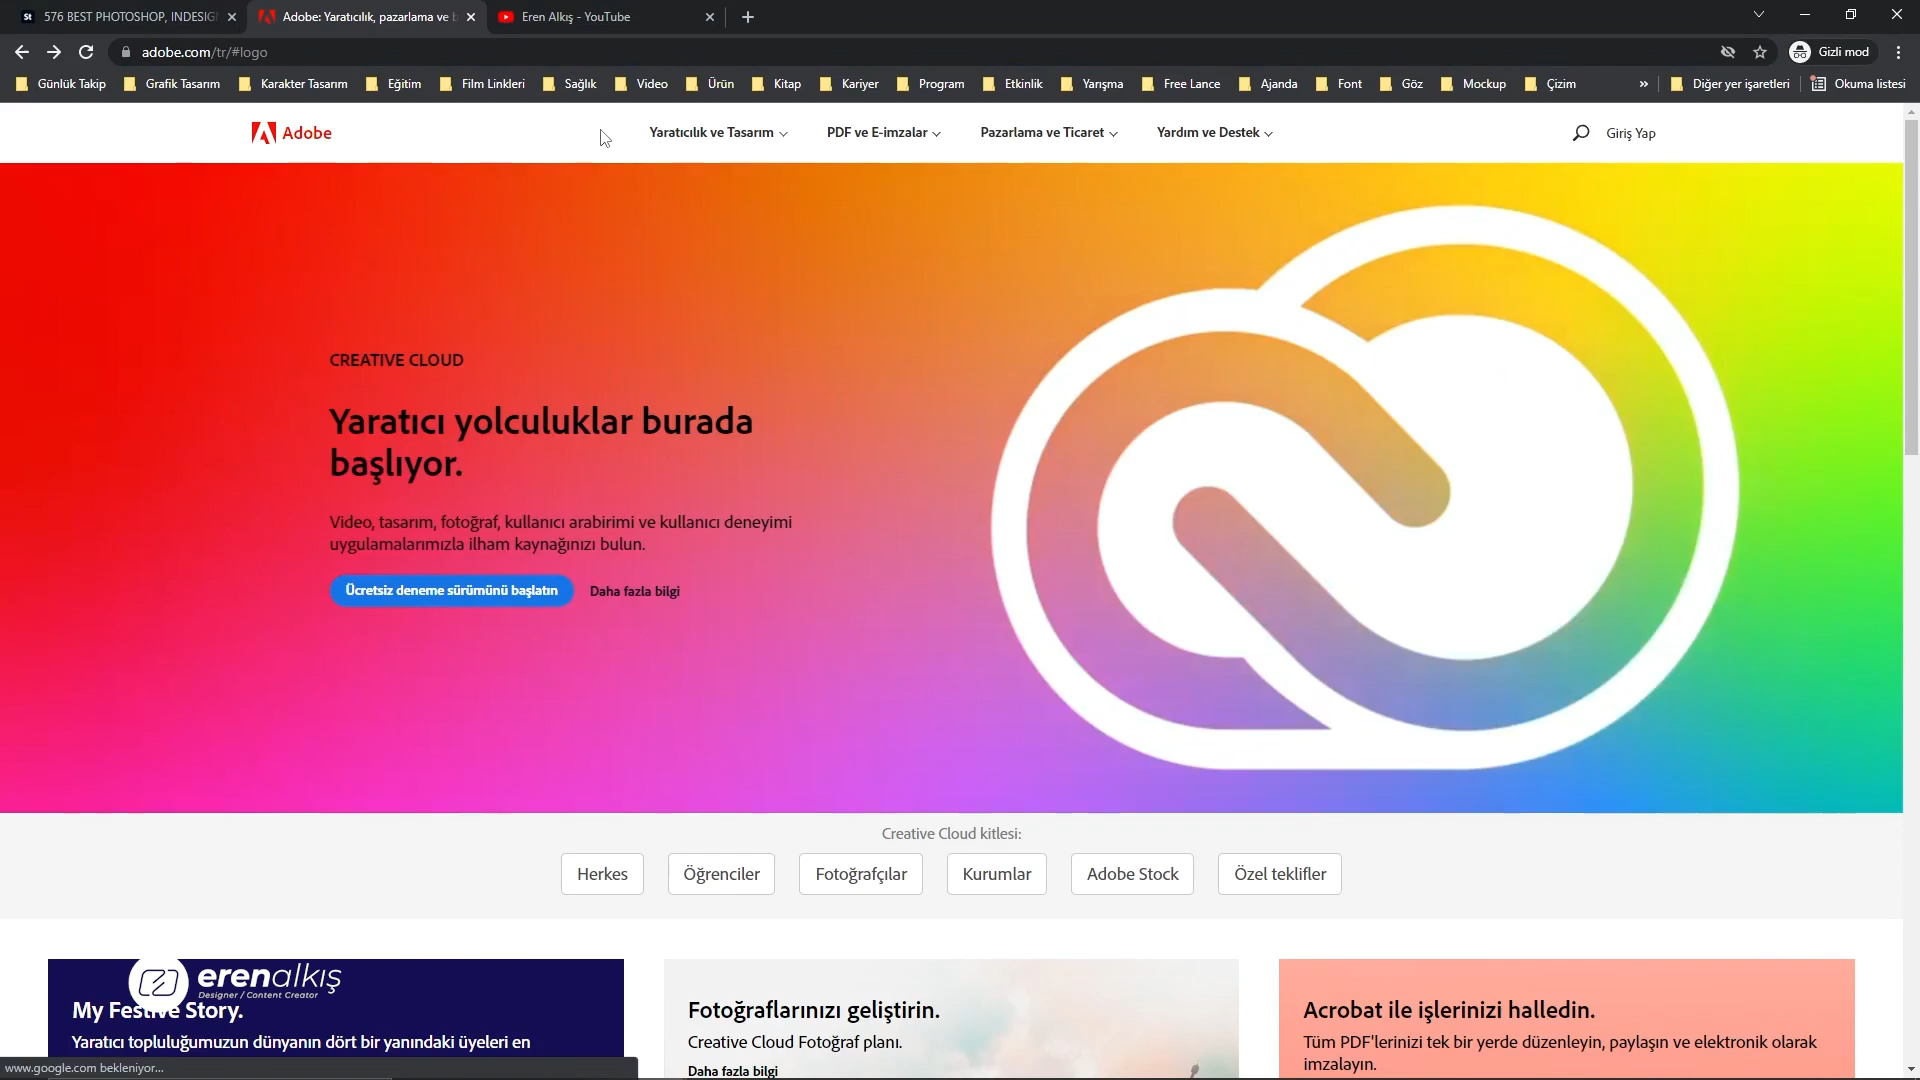 St 576 BEST PHOTOSHOP, INDESIG
Adobe: Yaratıcılık, pazarlama ve b
Eren Alkış - YouTube
adobe.com/tr/#logo
Gizli mod
Günlük Takip
Grafik Tasarım
Karakter Tasarım
Eğitim
Film Linkleri
Sağlık
Video
Ürün
Kitap
Kariyer
Program
Etkinlik
Yarışma
Free Lance
Ajanda
Font
Göz
Mockup
Çizim
»
Diğer yer işaretleri
Okuma listesi
Adobe
Yaratıcılık ve Tasarım
PDF ve E-imzalar
Pazarlama ve Ticaret
Yardım ve Destek
Giriş Yap
CREATIVE CLOUD
Yaratıcı yolculuklar burada
başlıyor.
Video, tasarım, fotoğraf, kullanıcı arabirimi ve kullanıcı deneyimi
uygulamalarımızla ilham kaynağınızı bulun.
Ücretsiz deneme sürümünü başlatın
Daha fazla bilgi
Creative Cloud kitlesi:
Herkes
Öğrenciler
Fotoğrafçılar
Kurumlar
Adobe Stock
Özel teklifler
erenalkış
Designer / Content Creator
My Festive Story.
Yaratıcı topluluğumuzun dünyanın dört bir yanındaki üyeleri en
Fotoğraflarınızı geliştirin.
Creative Cloud Fotoğraf planı.
Daha fazla bilgi
Acrobat ile işlerinizi halledin.
Tüm PDF'lerinizi tek bir yerde düzenleyin, paylaşın ve elektronik olarak
imzalayın.
www.google.com bekleniyor...